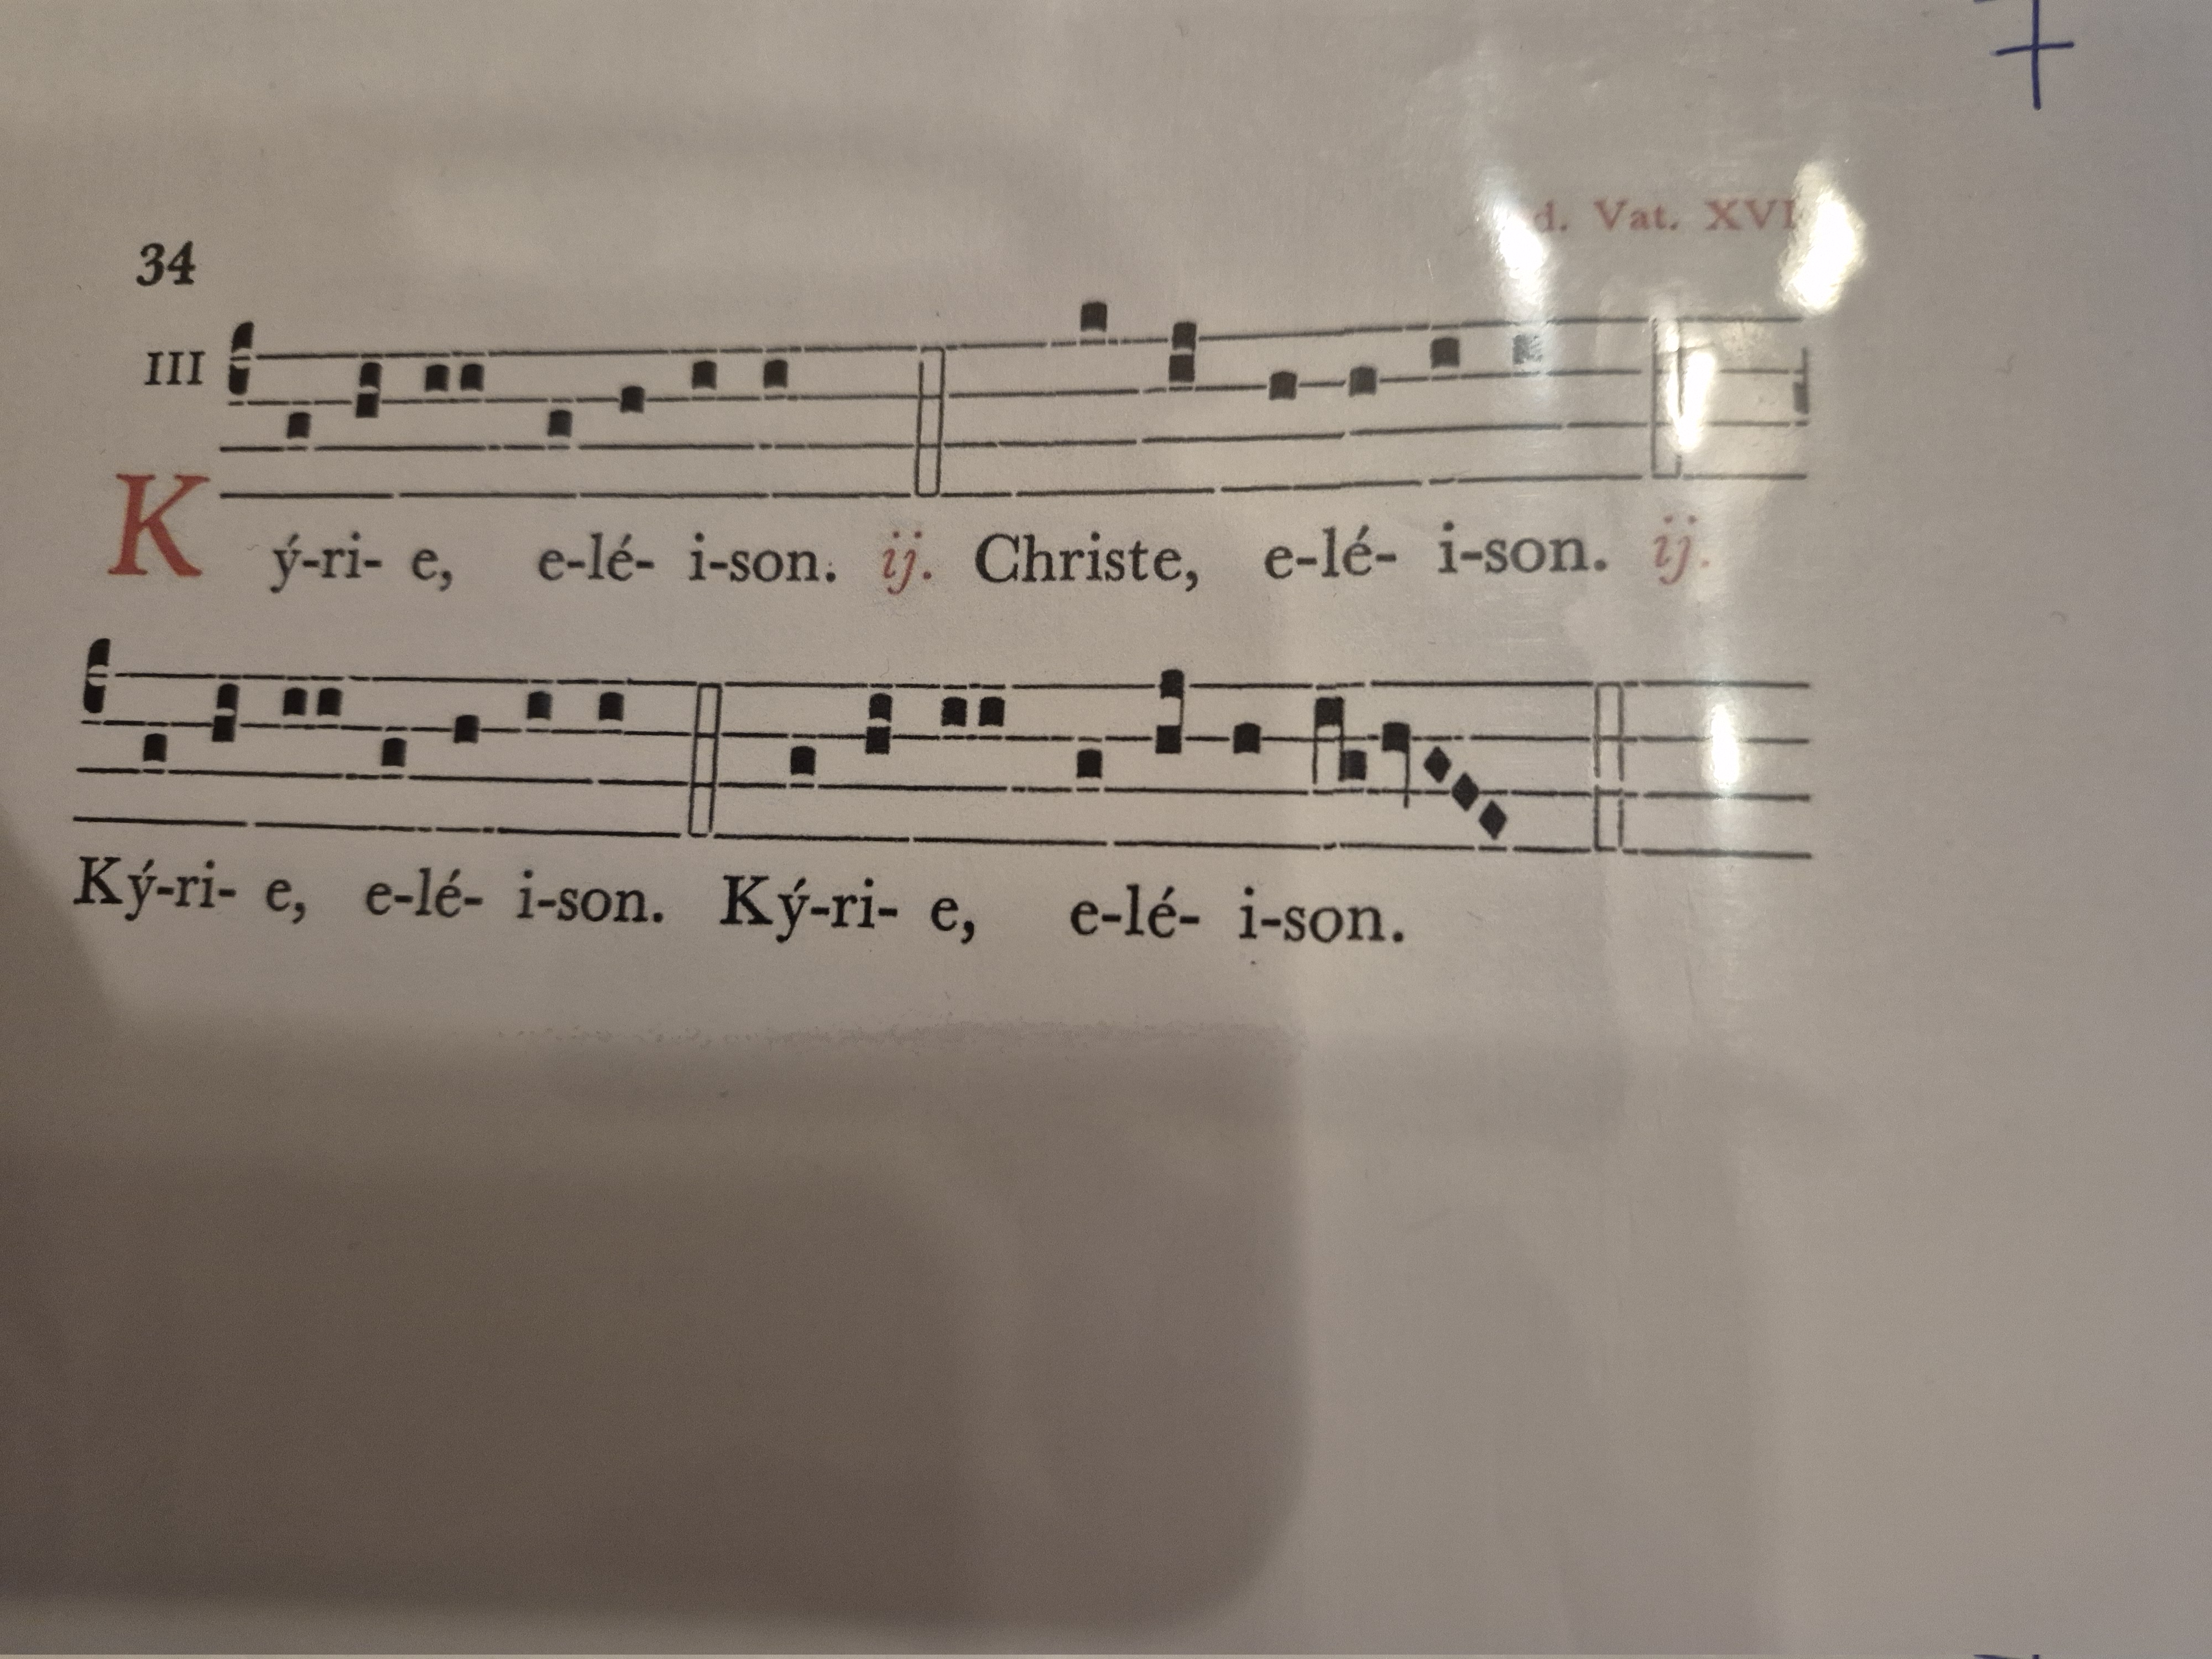 d. Vat. XVI
34
III
Ký-ri- e, e-lé- i-son. ij. Christe, e-lé- i-son. ij.
Ký-ri- e, e-lé- i-son. Ký-ri- e, e-lé- i-son.